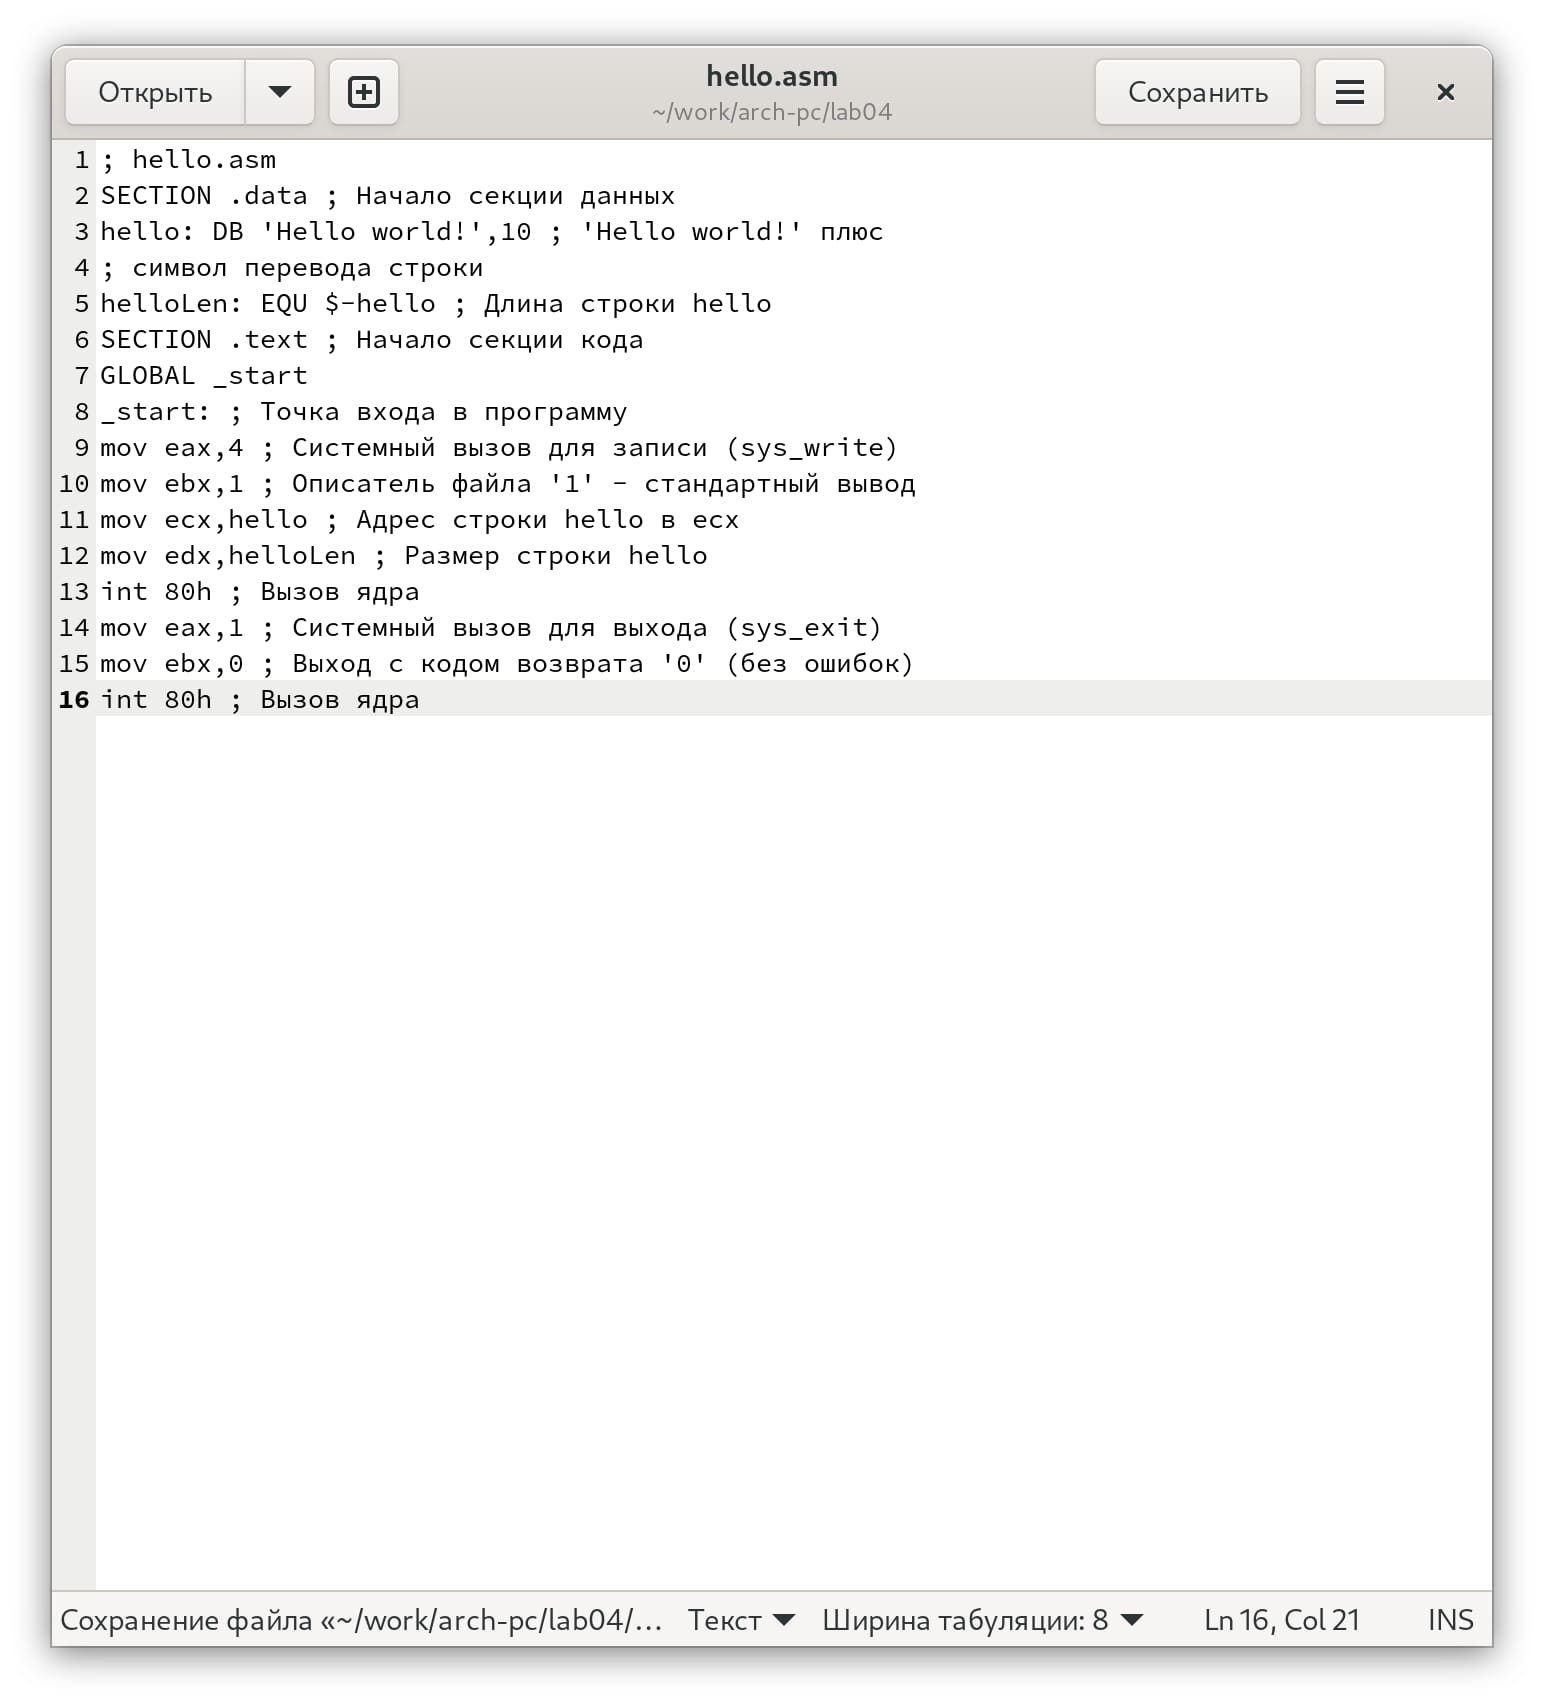 Открыть
hello.asm
~/work/arch-pc/lab04
Сохранить
1 ; hello.asm
2 SECTION .data ; Начало секции данных
3 hello: DB 'Hello world!',10 ; 'Hello world!' плюс
4 ; символ перевода строки
5 helloLen: EQU $-hello ; Длина строки hello
6 SECTION .text ; Начало секции кода
7 GLOBAL _start
8 _start: ; Точка входа в программу
9 mov eax,4 ; Системный вызов для записи (sys_write)
10 mov ebx,1 ; Описатель файла '1' - стандартный вывод
11 mov ecx,hello ; Адрес строки hello в ecx
12 mov edx,helloLen ; Размер строки hello
13 int 80h ; Вызов ядра
14 mov eax,1 ; Системный вызов для выхода (sys_exit)
15 mov ebx,0 ; Выход с кодом возврата '0' (без ошибок)
16 int 80h ; Вызов ядра
Сохранение файла «~/work/arch-pc/lab04/... Текст Ширина табуляции: 8 Ln 16, Col 21 INS